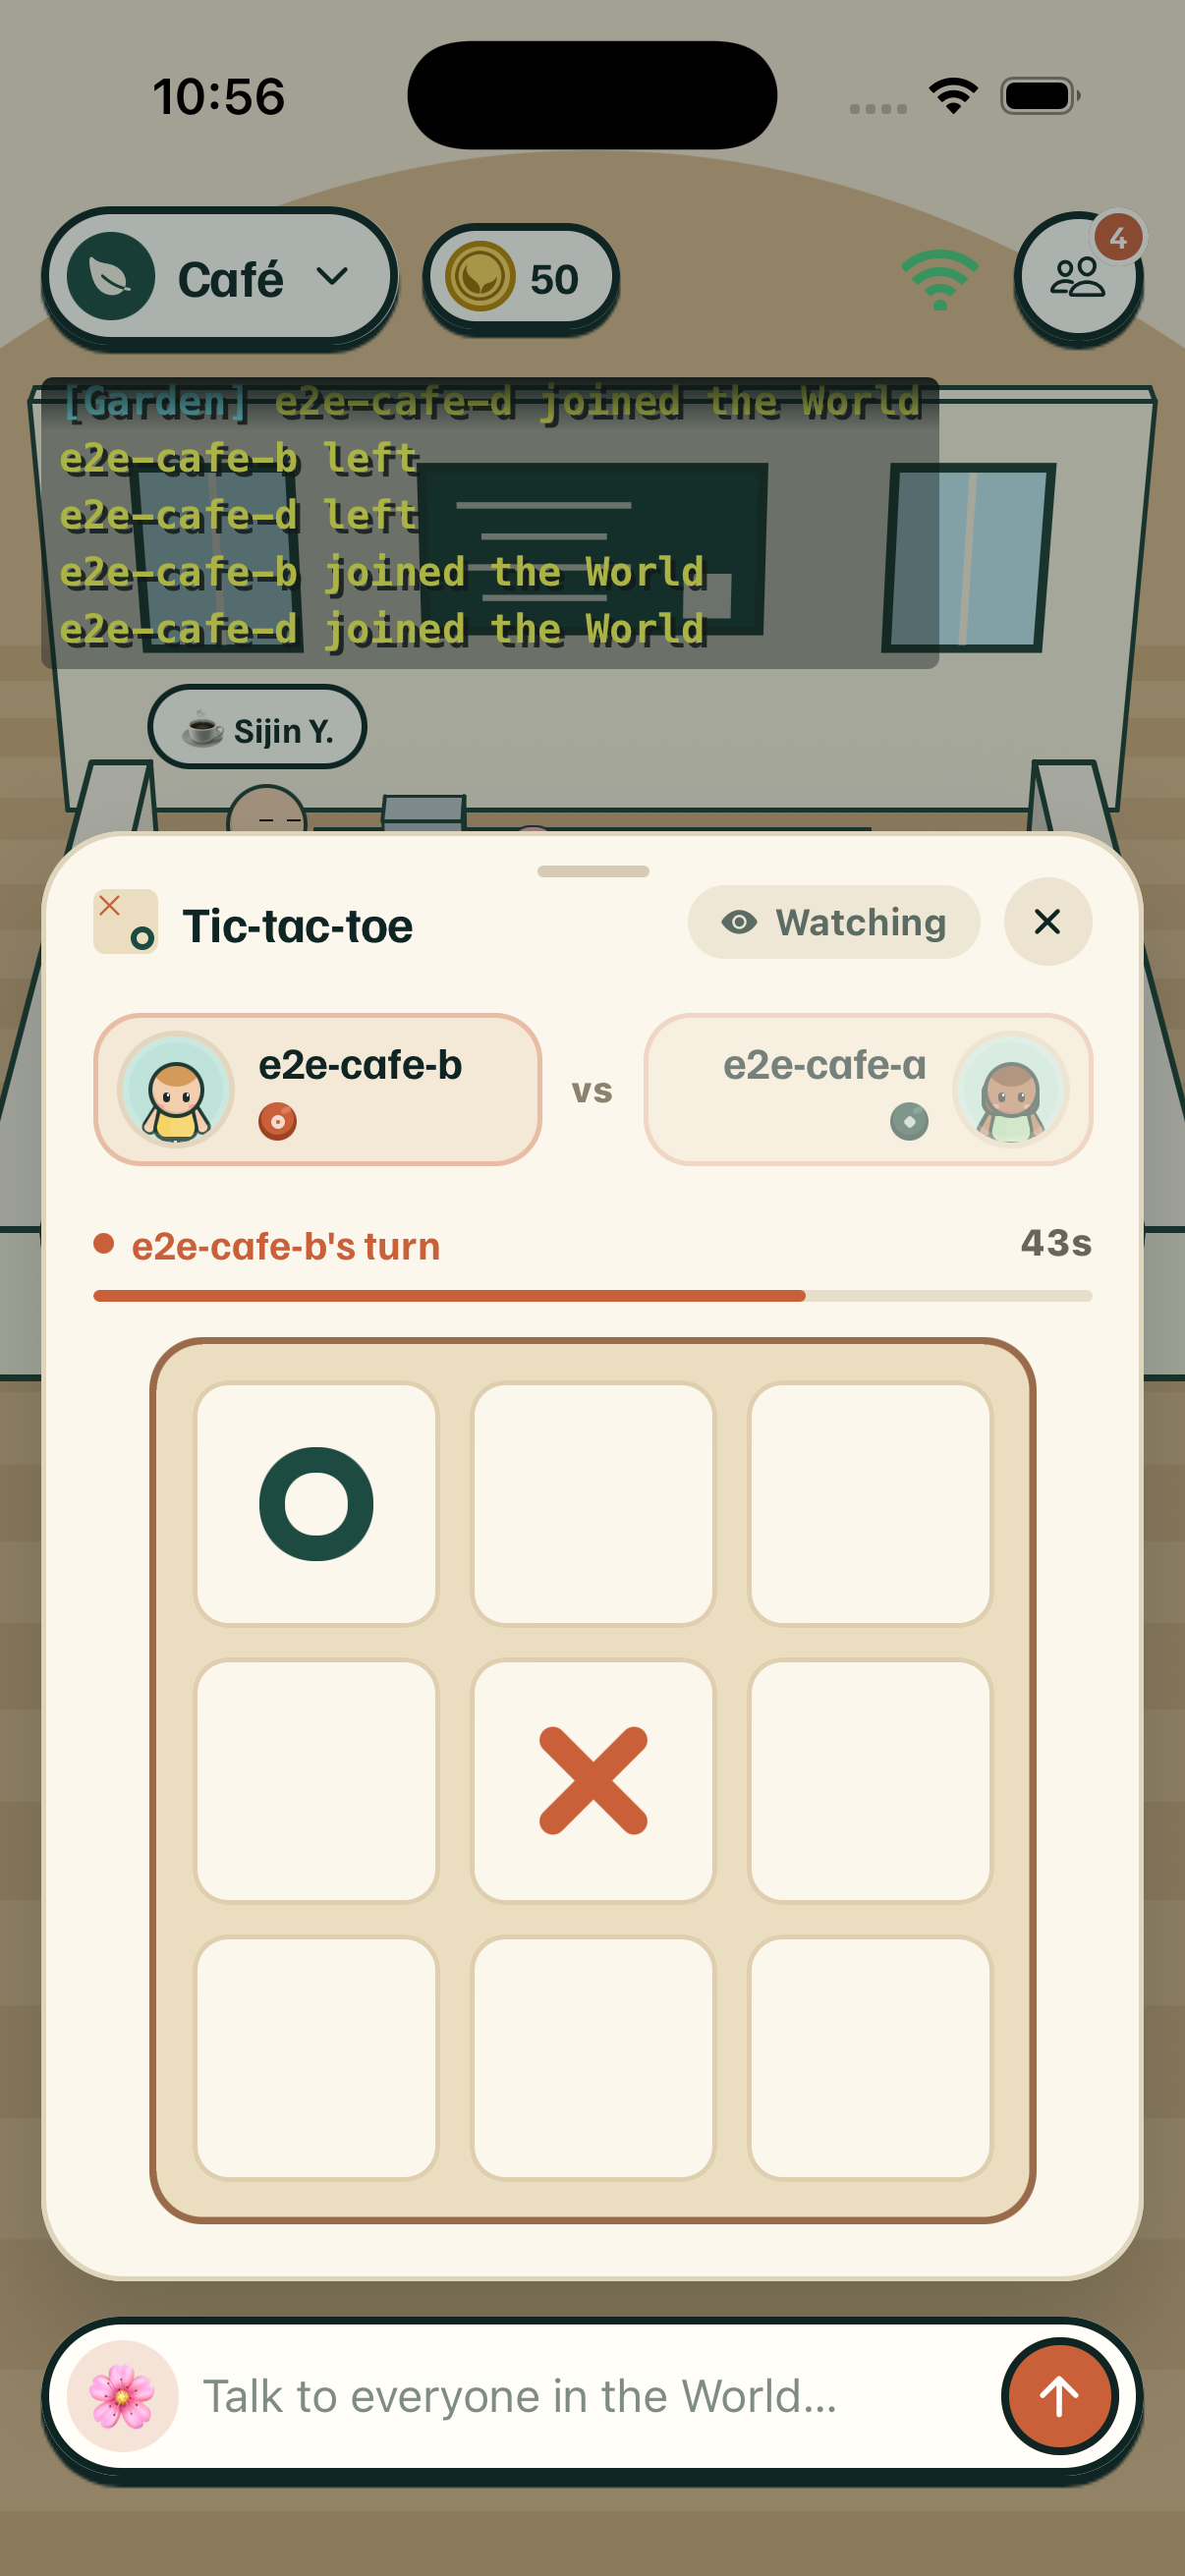 10:56
Café
50
4
[Garden] e2e-cafe-d joined the World
e2e-cafe-b left
e2e-cafe-d left
e2e-cafe-b joined the World
e2e-cafe-d joined the World
☕ Sijin Y.
Tic-tac-toe
Watching
e2e-cafe-b
vs
e2e-cafe-a
e2e-cafe-b's turn
43s
Talk to everyone in the World...